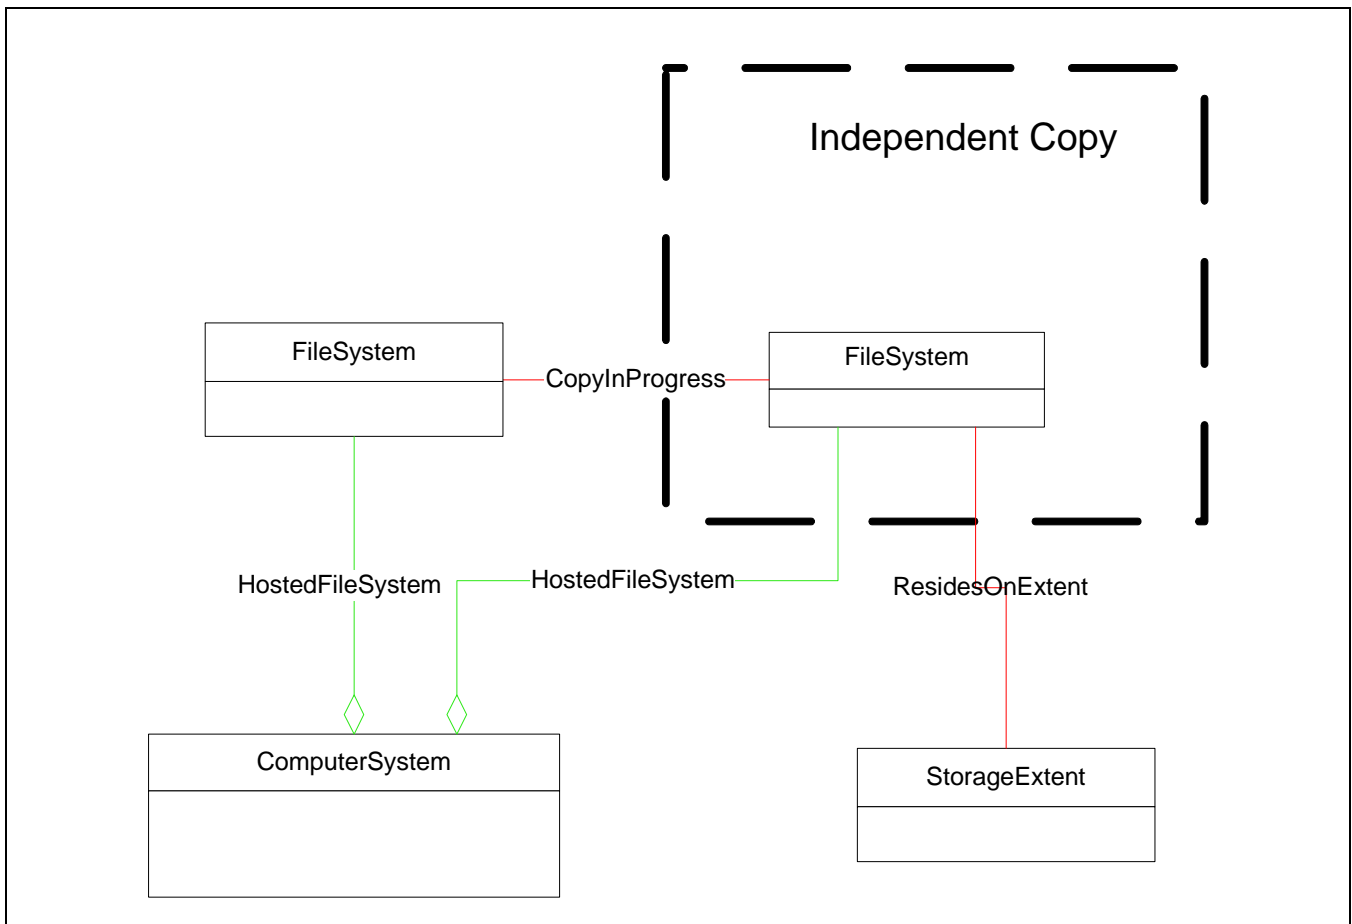 Independent Copy
FileSystem
FileSystem
CopyInProgress
HostedFileSystem
HostedFileSystem
ResidesOnExtent
ComputerSystem
StorageExtent